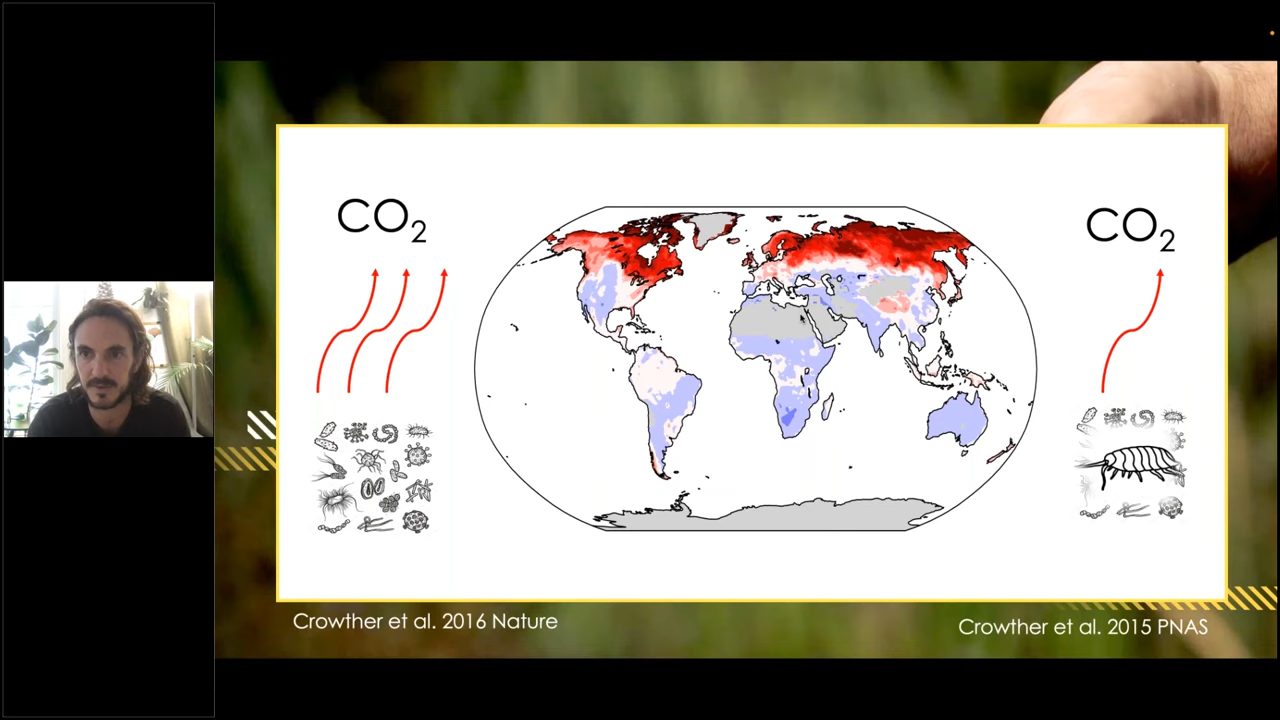 CO₂
CO₂
Crowther et al. 2016 Nature
Crowther et al. 2015 PNAS